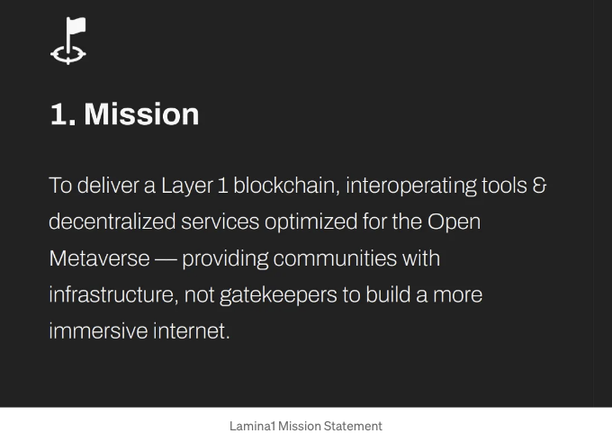 1. Mission
To deliver a Layer 1 blockchain, interoperating tools &
decentralized services optimized for the Open
Metaverse — providing communities with
infrastructure, not gatekeepers to build a more
immersive internet.
Lamina1 Mission Statement